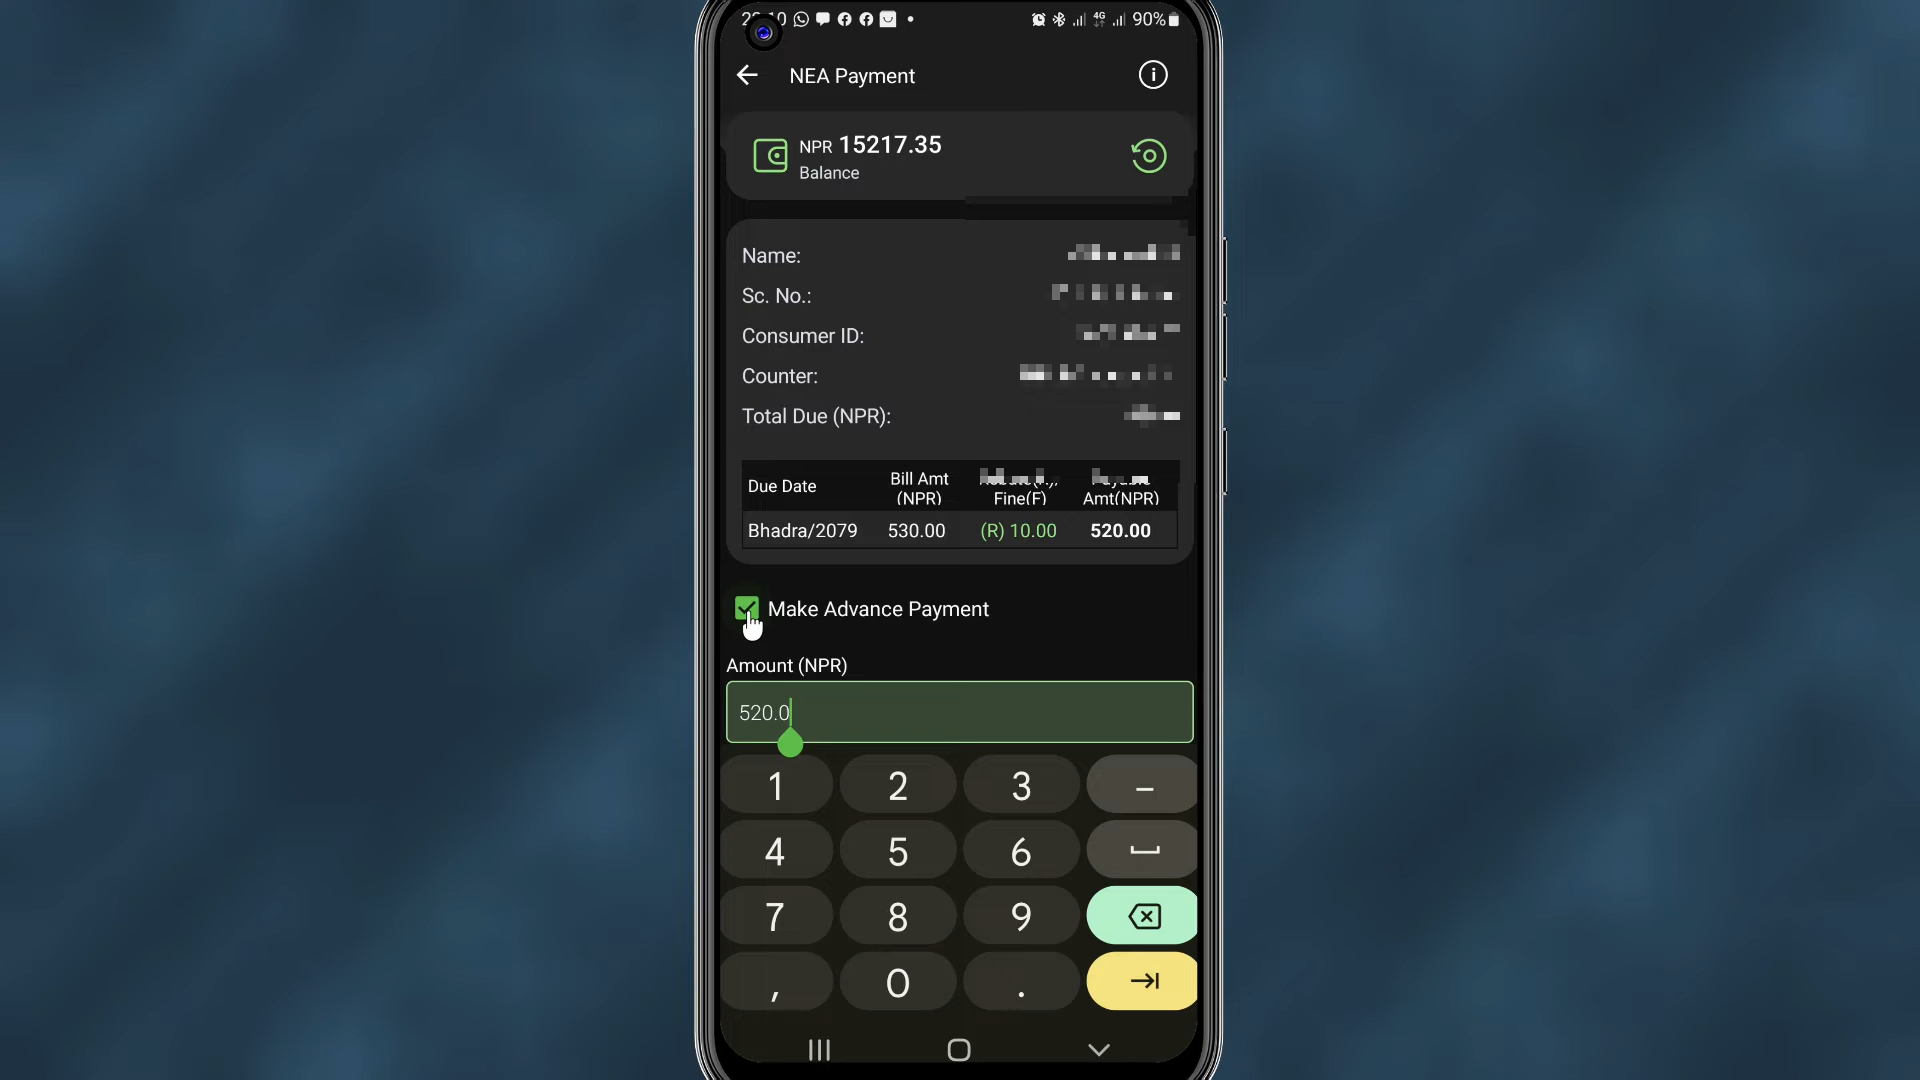 4G 90%
NEA Payment
NPR 15217.35
Balance
Name:
Sc. No.:
Consumer ID:
Counter:
Total Due (NPR):
Due Date Bill Amt (NPR) Fine(F) Amt(NPR)
Bhadra/2079 530.00 (R) 10.00 520.00
Make Advance Payment
Amount (NPR)
520.0
1 2 3 –
4 5 6
7 8 9
, 0 .